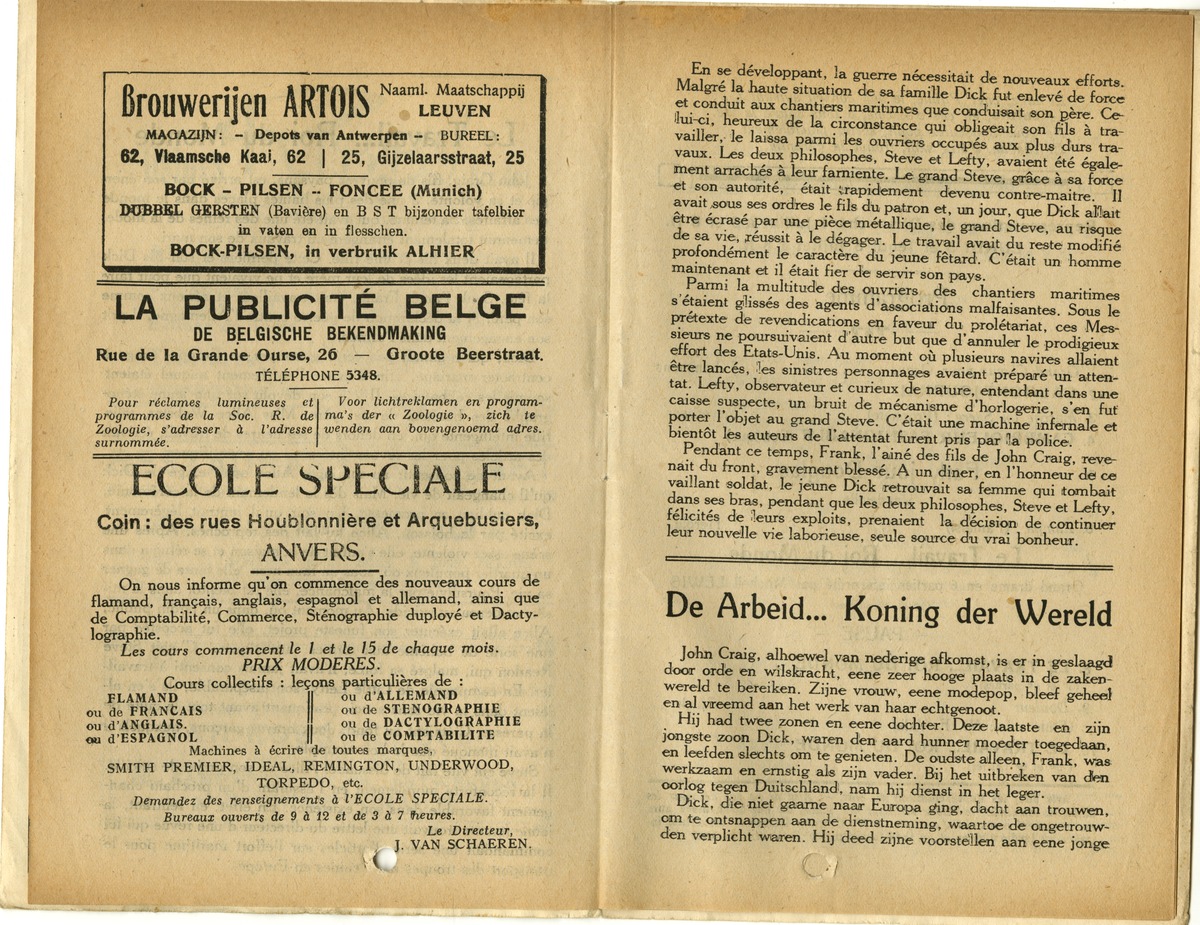 Brouwerijen ARTOIS Naaml. Maatschappij
LEUVEN
MAGAZIJN: – Depots van Antwerpen – BUREEL:
62, Vlaamsche Kaai, 62 | 25, Gijzelaarsstraat, 25
BOCK – PILSEN -- FONCEE (Munich)
DUBBEL GERSTEN (Bavière) en B S T bijzonder tafelbier
in vaten en in flesschen.
BOCK-PILSEN, in verbruik ALHIER
LA PUBLICITÉ BELGE
DE BELGISCHE BEKENDMAKING
Rue de la Grande Ourse, 26 — Groote Beerstraat.
TÉLÉPHONE 5348.
Pour réclames lumineuses et
programmes de la Soc. R. de
Zoologie, s'adresser à l'adresse
surnommée.
Voor lichtreklamen en program-
ma's der « Zoologie », zich te
wenden aan bovengenoemd adres.
ECOLE SPECIALE
Coin : des rues Houblonnière et Arquebusiers,
ANVERS.
On nous informe qu'on commence des nouveaux cours de
flamand, français, anglais, espagnol et allemand, ainsi que
de Comptabilité, Commerce, Sténographie duployé et Dacty-
lographie.
Les cours commencent le 1 et le 15 de chaque mois.
PRIX MODERES.
Cours collectifs : leçons particulières de :
FLAMAND
ou de FRANCAIS
ou d'ANGLAIS.
ou d'ESPAGNOL
ou d'ALLEMAND
ou de STENOGRAPHIE
ou de DACTYLOGRAPHIE
ou de COMPTABILITE
Machines à écrire de toutes marques,
SMITH PREMIER, IDEAL, REMINGTON, UNDERWOOD,
TORPEDO, etc.
Demandez des renseignements à l'ECOLE SPECIALE.
Bureaux ouverts de 9 à 12 et de 3 à 7 heures.
Le Directeur,
J. VAN SCHAEREN.
En se développant, la guerre nécessitait de nouveaux efforts.
Malgré la haute situation de sa famille Dick fut enlevé de force
et conduit aux chantiers maritimes que conduisait son père. Ce-
lui-ci, heureux de la circonstance qui obligeait son fils à tra-
vailler, le laissa parmi les ouvriers occupés aux plus durs tra-
vaux. Les deux philosophes, Steve et Lefty, avaient été égale-
ment arrachés à leur farniente. Le grand Steve, grâce à sa force
et son autorité, était rapidement devenu contre-maitre. Il
avait sous ses ordres le fils du patron et, un jour, que Dick allait
être écrasé par une pièce métallique, le grand Steve, au risque
de sa vie, réussit à le dégager. Le travail avait du reste modifié
profondément le caractère du jeune fêtard. C'était un homme
maintenant et il était fier de servir son pays.
Parmi la multitude des ouvriers des chantiers maritimes
s'étaient glissés des agents d'associations malfaisantes. Sous le
prétexte de revendications en faveur du prolétariat, ces Mes-
sieurs ne poursuivaient d'autre but que d'annuler le prodigieux
effort des Etats-Unis. Au moment où plusieurs navires allaient
être lancés, les sinistres personnages avaient préparé un atten-
tat. Lefty, observateur et curieux de nature, entendant dans une
caisse suspecte, un bruit de mécanisme d'horlogerie, s'en fut
porter l'objet au grand Steve. C'était une machine infernale et
bientôt les auteurs de l'attentat furent pris par la police.
Pendant ce temps, Frank, l'ainé des fils de John Craig, reve-
nait du front, gravement blessé. A un diner, en l'honneur de ce
vaillant soldat, le jeune Dick retrouvait sa femme qui tombait
dans ses bras, pendant que les deux philosophes, Steve et Lefty,
félicités de leurs exploits, prenaient la décision de continuer
leur nouvelle vie laborieuse, seule source du vrai bonheur.
De Arbeid... Koning der Wereld
John Craig, alhoewel van nederige afkomst, is er in geslaagd
door orde en wilskracht, eene zeer hooge plaats in de zaken-
wereld te bereiken. Zijne vrouw, eene modepop, bleef geheel
en al vreemd aan het werk van haar echtgenoot.
Hij had twee zonen en eene dochter. Deze laatste en zijn
jongste zoon Dick, waren den aard hunner moeder toegedaan,
en leefden slechts om te genieten. De oudste alleen, Frank, was
werkzaam en ernstig als zijn vader. Bij het uitbreken van den
oorlog tegen Duitschland, nam hij dienst in het leger.
Dick, die niet gaarne naar Europa ging, dacht aan trouwen,
om te ontsnappen aan de dienstneming, waartoe de ongetrouw-
den verplicht waren. Hij deed zijne voorstellen aan eene jonge